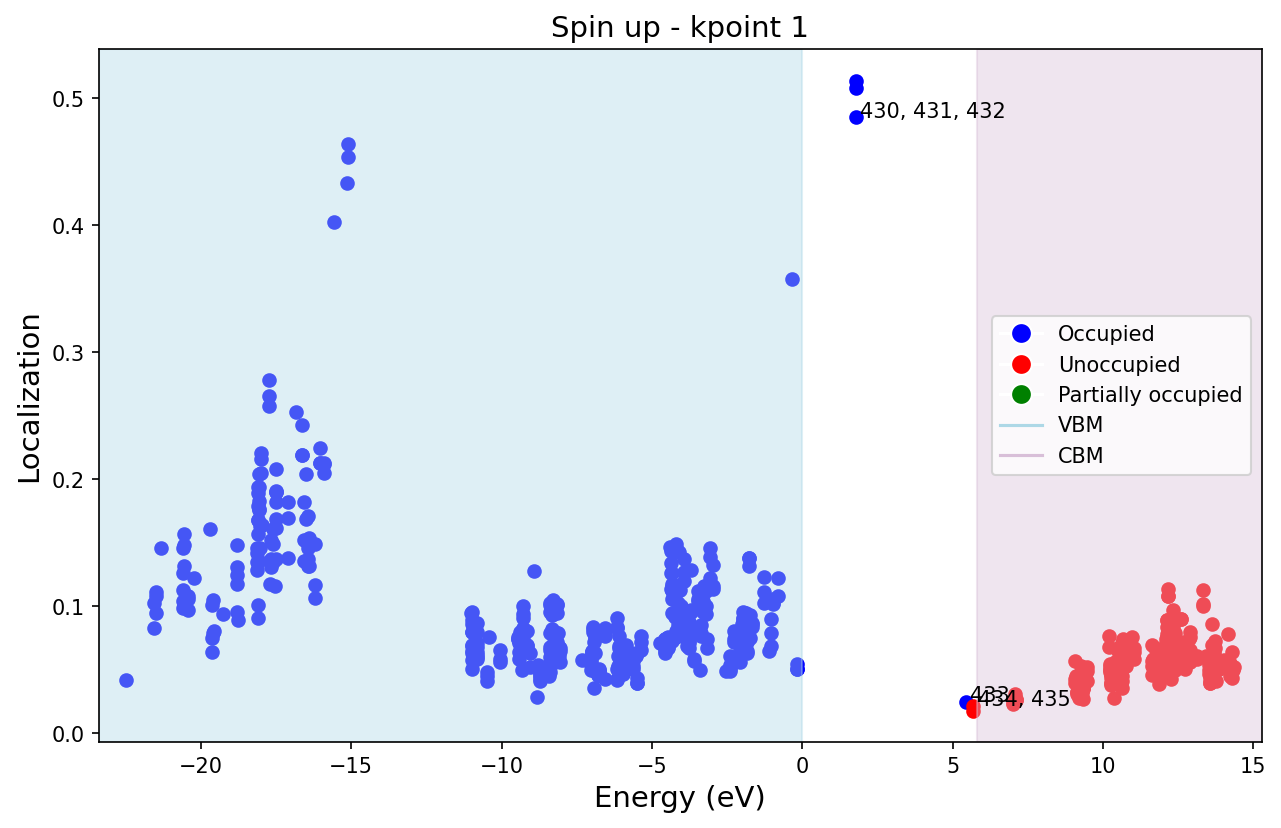 Spin up - kpoint 1
Localization
0.5
0.4
0.3
0.2
0.1
0.0
430, 431, 432
433
434, 435
Occupied
Unoccupied
Partially occupied
VBM
CBM
−20
−15
−10
−5
0
5
10
15
Energy (eV)